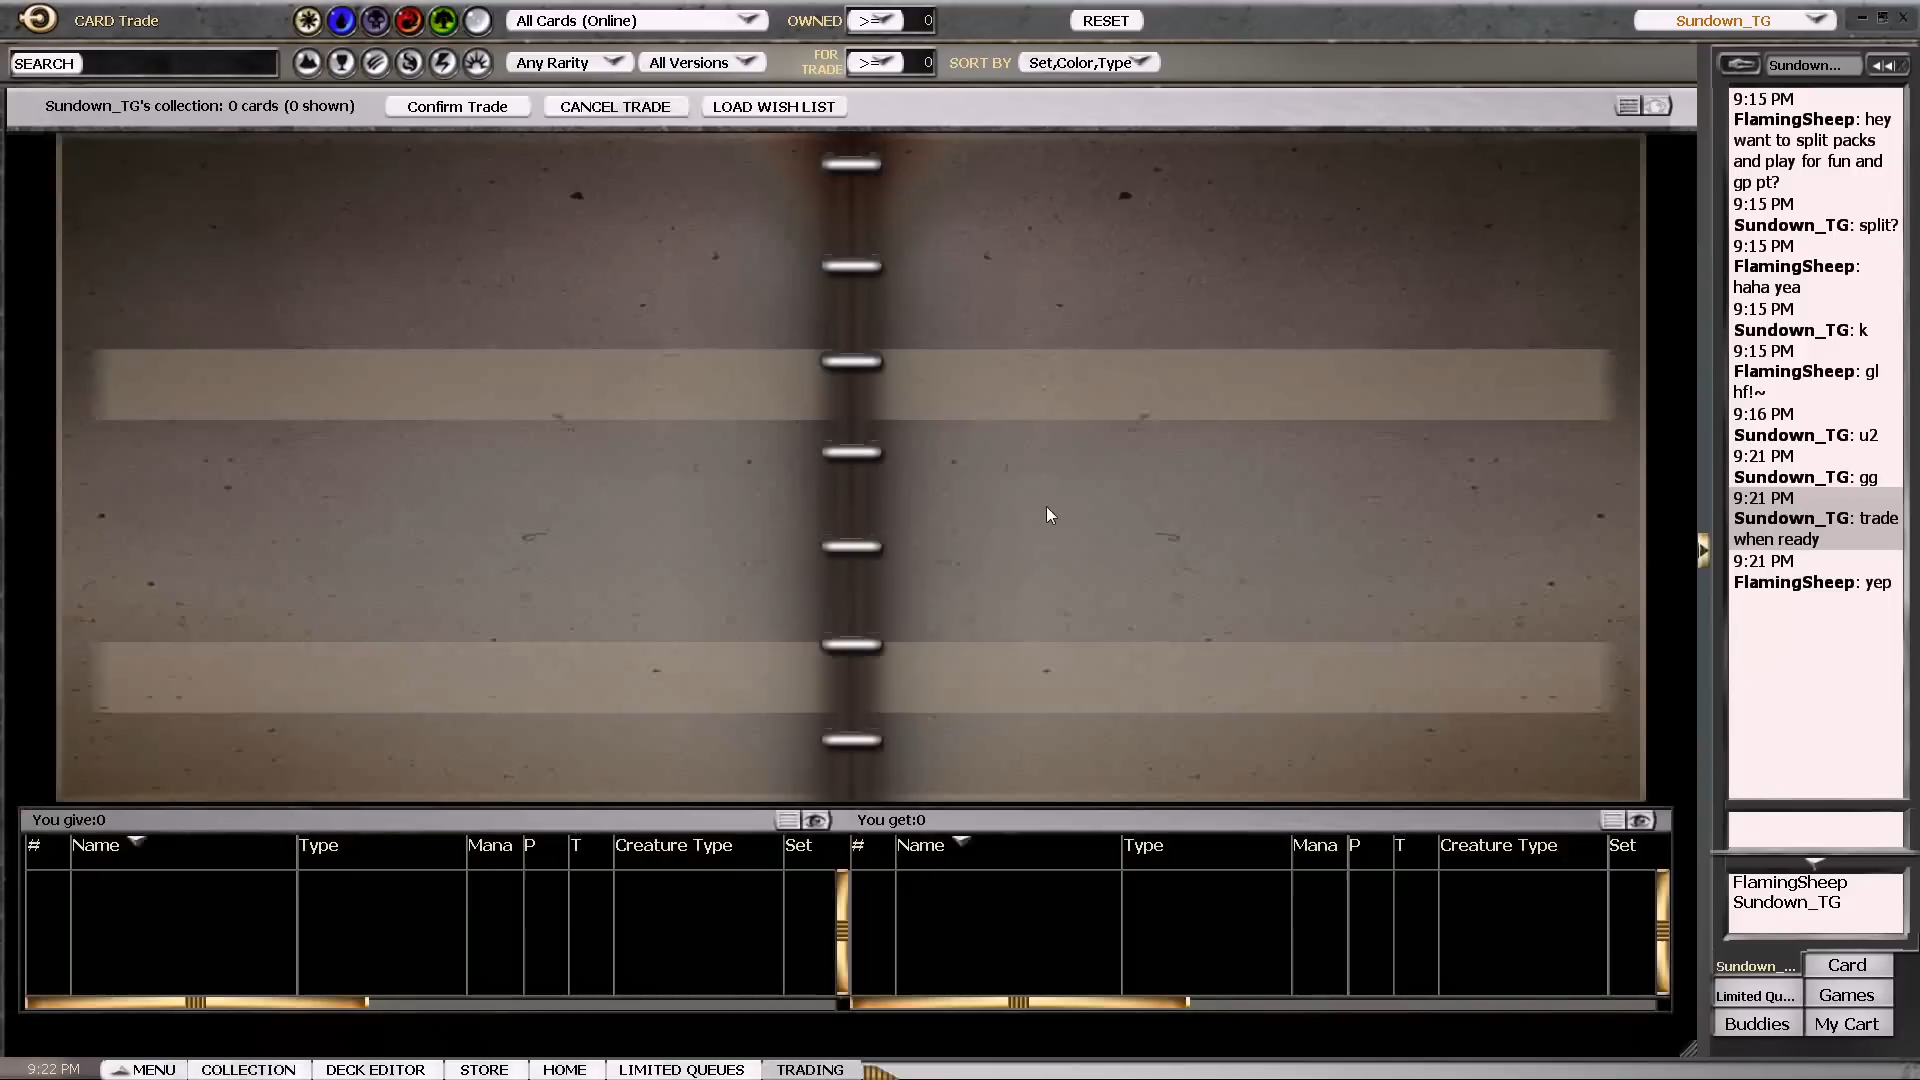 CARD Trade
All Cards (Online)
OWNED >= 0
RESET
Sundown_TG
SEARCH
Any Rarity
All Versions
FOR TRADE >= 0
SORT BY Set,Color,Type
Sundown...
Sundown_TG's collection: 0 cards (0 shown)
Confirm Trade
CANCEL TRADE
LOAD WISH LIST
9:15 PM
FlamingSheep: hey
want to split packs
and play for fun and
gp pt?
9:15 PM
Sundown_TG: split?
9:15 PM
FlamingSheep:
haha yea
9:15 PM
Sundown_TG: k
9:15 PM
FlamingSheep: gl
hf!~
9:16 PM
Sundown_TG: u2
9:21 PM
Sundown_TG: gg
9:21 PM
Sundown_TG: trade
when ready
9:21 PM
FlamingSheep: yep
You give:0
# Name Type Mana P T Creature Type Set
You get:0
# Name Type Mana P T Creature Type Set
FlamingSheep
Sundown_TG
Sundown_... Card
Limited Qu... Games
Buddies My Cart
9:22 PM MENU COLLECTION DECK EDITOR STORE HOME LIMITED QUEUES TRADING